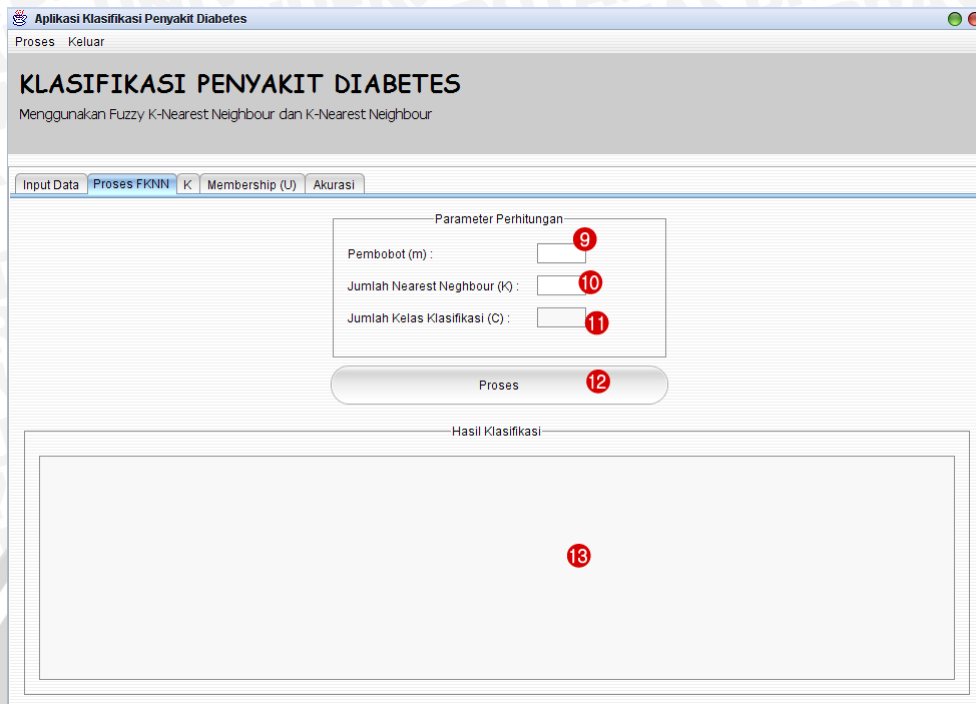 Aplikasi Klasifikasi Penyakit Diabetes
Proses Keluar
KLASIFIKASI PENYAKIT DIABETES
Menggunakan Fuzzy K-Nearest Neighbour dan K-Nearest Neighbour
Input Data Proses FKNN K Membership (U) Akurasi
Parameter Perhitungan
Pembobot (m) : 9
Jumlah Nearest Neghbour (K) : 10
Jumlah Kelas Klasifikasi (C) : 11
Proses 12
Hasil Klasifikasi
13